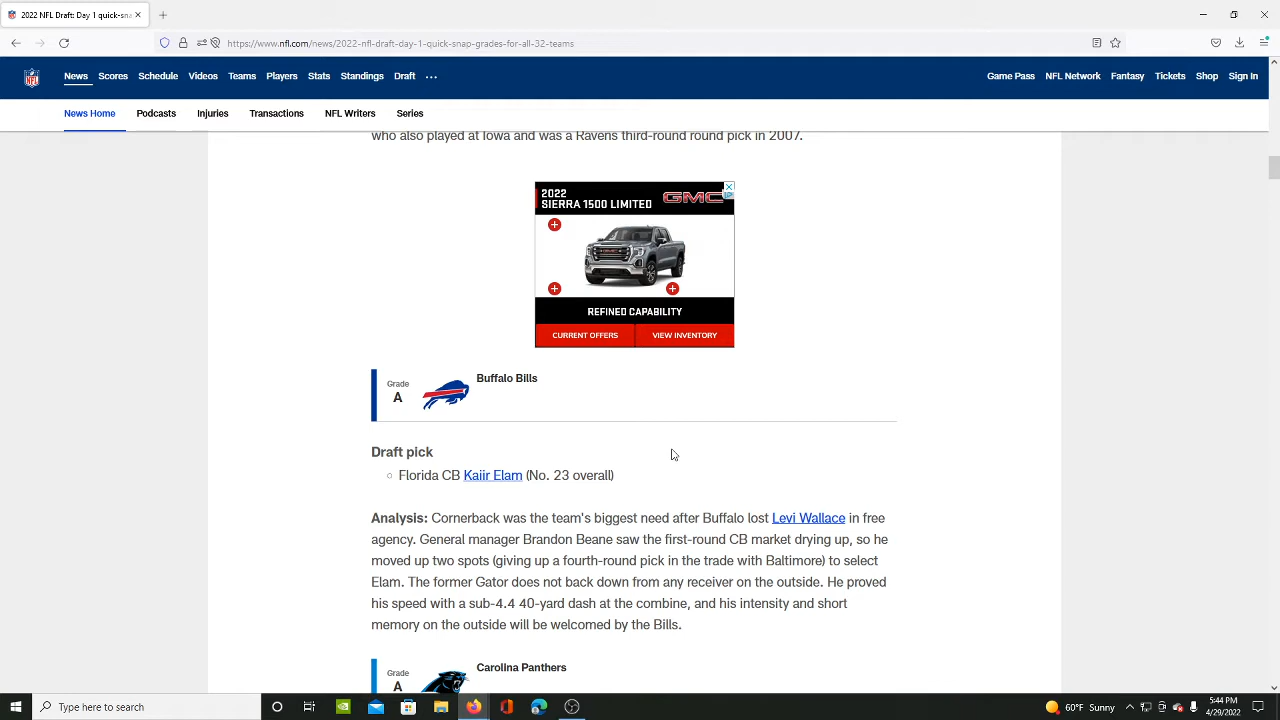 2022 NFL Draft: Day 1 quick-sna
https://www.nfl.com/news/2022-nfl-draft-day-1-quick-snap-grades-for-all-32-teams
News Scores Schedule Videos Teams Players Stats Standings Draft ... Game Pass NFL Network Fantasy Tickets Shop Sign In
News Home Podcasts Injuries Transactions NFL Writers Series
who also played at Iowa and was a Ravens third-round round pick in 2007.
2022
SIERRA 1500 LIMITED GMC
REFINED CAPABILITY
CURRENT OFFERS VIEW INVENTORY
Grade
A
Buffalo Bills
Draft pick
Florida CB Kaiir Elam (No. 23 overall)
Analysis: Cornerback was the team's biggest need after Buffalo lost Levi Wallace in free
agency. General manager Brandon Beane saw the first-round CB market drying up, so he
moved up two spots (giving up a fourth-round pick in the trade with Baltimore) to select
Elam. The former Gator does not back down from any receiver on the outside. He proved
his speed with a sub-4.4 40-yard dash at the combine, and his intensity and short
memory on the outside will be welcomed by the Bills.
Grade
A
Carolina Panthers
Type here to search
60°F Sunny
5:44 PM
4/29/2022